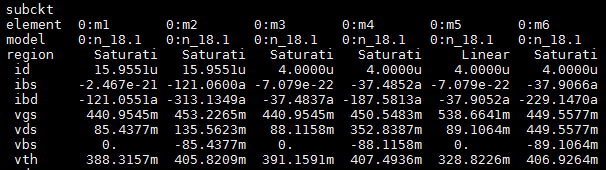 subckt
element 0:m1 0:m2 0:m3 0:m4 0:m5 0:m6
model 0:n_18.1 0:n_18.1 0:n_18.1 0:n_18.1 0:n_18.1 0:n_18.1
region Saturati Saturati Saturati Saturati Linear Saturati
id 15.9551u 15.9551u 4.0000u 4.0000u 4.0000u 4.0000u
ibs -2.467e-21 -121.0600a -7.079e-22 -37.4852a -7.079e-22 -37.9066a
ibd -121.0551a -313.1349a -37.4837a -187.5813a -37.9052a -229.1470a
vgs 440.9545m 453.2265m 440.9545m 450.5483m 538.6641m 449.5577m
vds 85.4377m 135.5623m 88.1158m 352.8387m 89.1064m 449.5577m
vbs 0. -85.4377m 0. -88.1158m 0. -89.1064m
vth 388.3157m 405.8209m 391.1591m 407.4936m 328.8226m 406.9264m